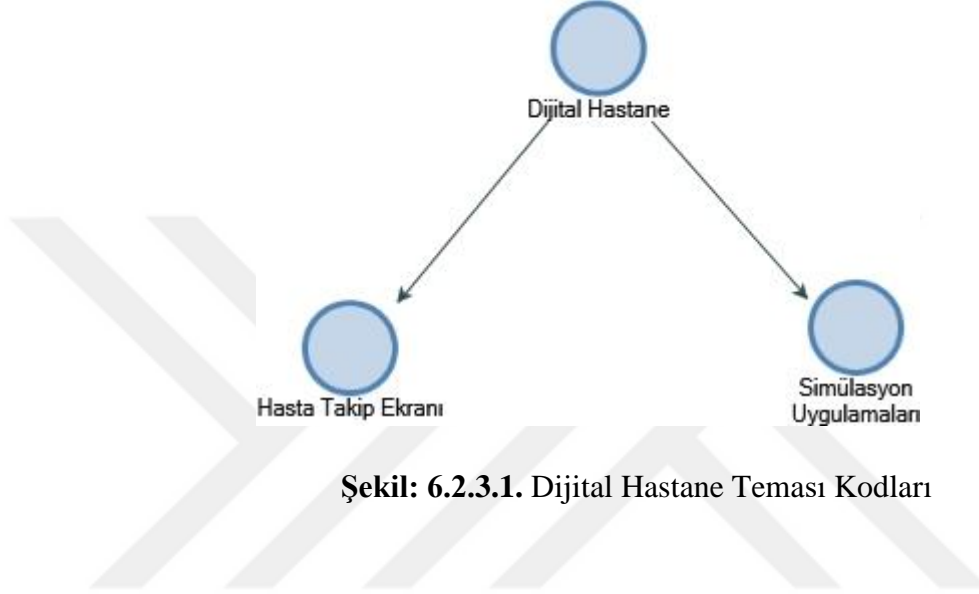 Dijital Hastane
Hasta Takip Ekranı
Simülasyon
Uygulamaları
Şekil: 6.2.3.1. Dijital Hastane Teması Kodları